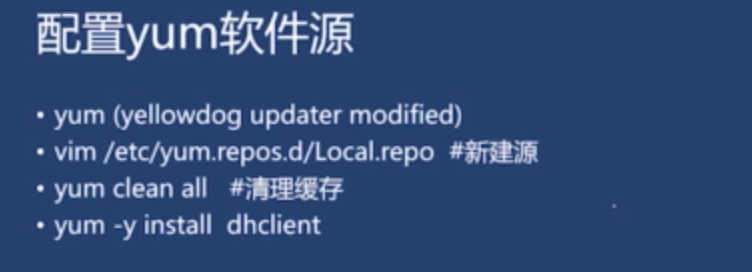 配置yum软件源
• yum (yellowdog updater modified)
• vim /etc/yum.repos.d/Local.repo  #新建源
• yum clean all   #清理缓存
• yum -y install  dhclient